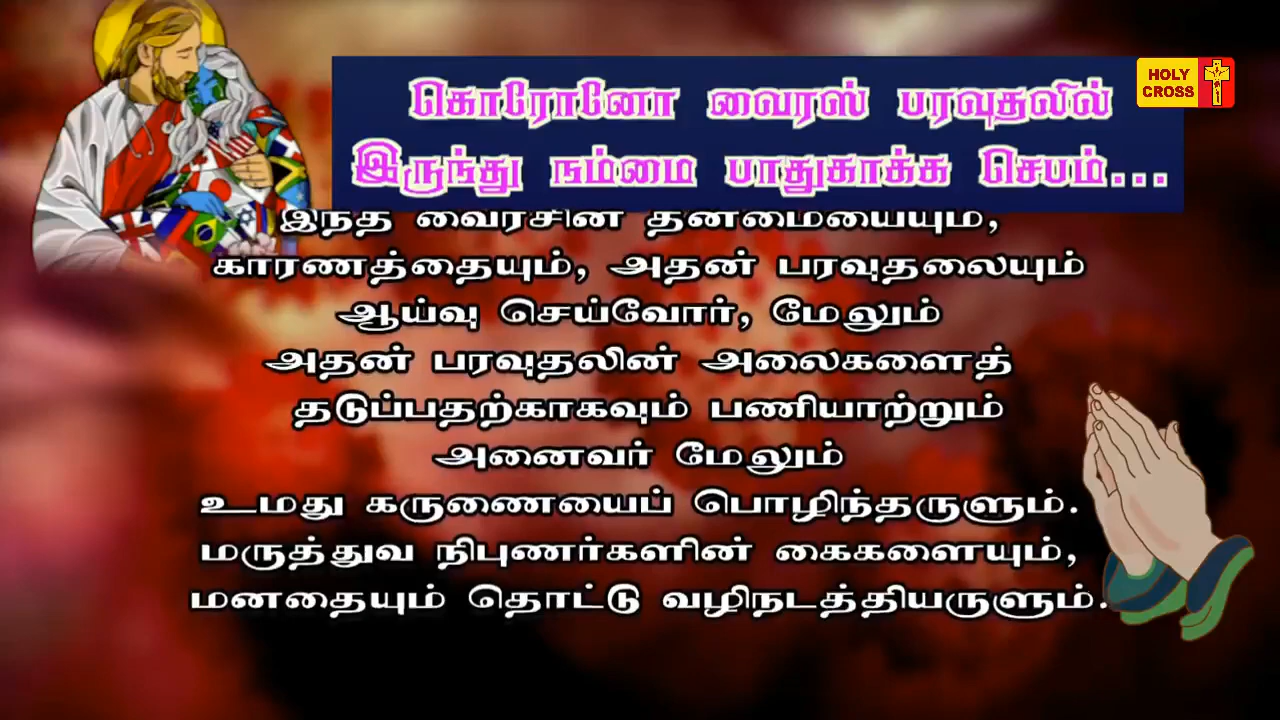 கொரோனோ வைரஸ் பரவுதலில்
இருந்து நம்மை பாதுகாக்க செபம்...
HOLY
CROSS
இந்த வைரசின் தன்மையையும்,
காரணத்தையும், அதன் பரவுதலையும்
ஆய்வு செய்வோர், மேலும்
அதன் பரவுதலின் அலைகளைத்
தடுப்பதற்காகவும் பணியாற்றும்
அனைவர் மேலும்
உமது கருணையைப் பொழிந்தருளும்.
மருத்துவ நிபுணர்களின் கைகளையும்,
மனதையும் தொட்டு வழிநடத்தியருளும்.